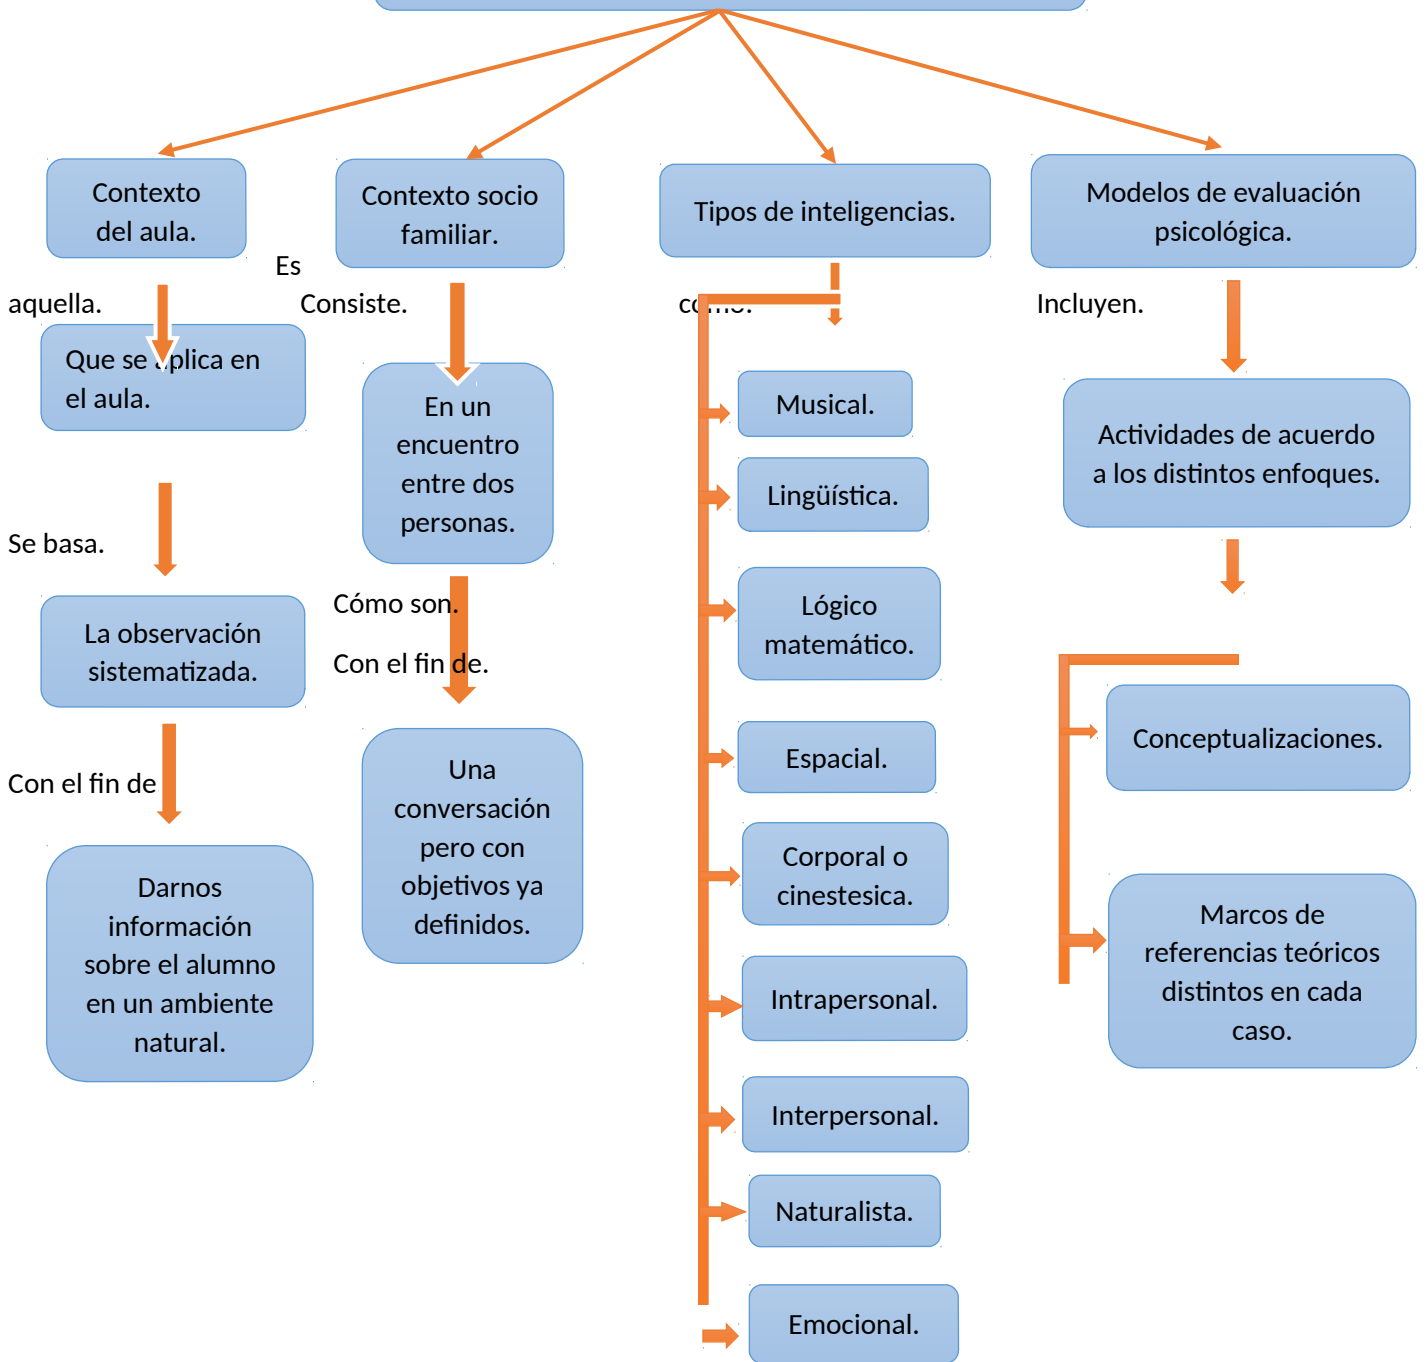 Contexto
del aula.
Contexto socio
familiar.
Tipos de inteligencias.
Modelos de evaluación
psicológica.
Es
aquella.
Consiste.
como.
Incluyen.
Que se aplica en
el aula.
En un
encuentro
entre dos
personas.
Musical.
Lingüística.
Lógico
matemático.
Espacial.
Corporal o
cinestesica.
Intrapersonal.
Interpersonal.
Naturalista.
Emocional.
Actividades de acuerdo
a los distintos enfoques.
Se basa.
Cómo son.
Con el fin de.
La observación
sistematizada.
Con el fin de
Una
conversación
pero con
objetivos ya
definidos.
Conceptualizaciones.
Darnos
información
sobre el alumno
en un ambiente
natural.
Marcos de
referencias teóricos
distintos en cada
caso.